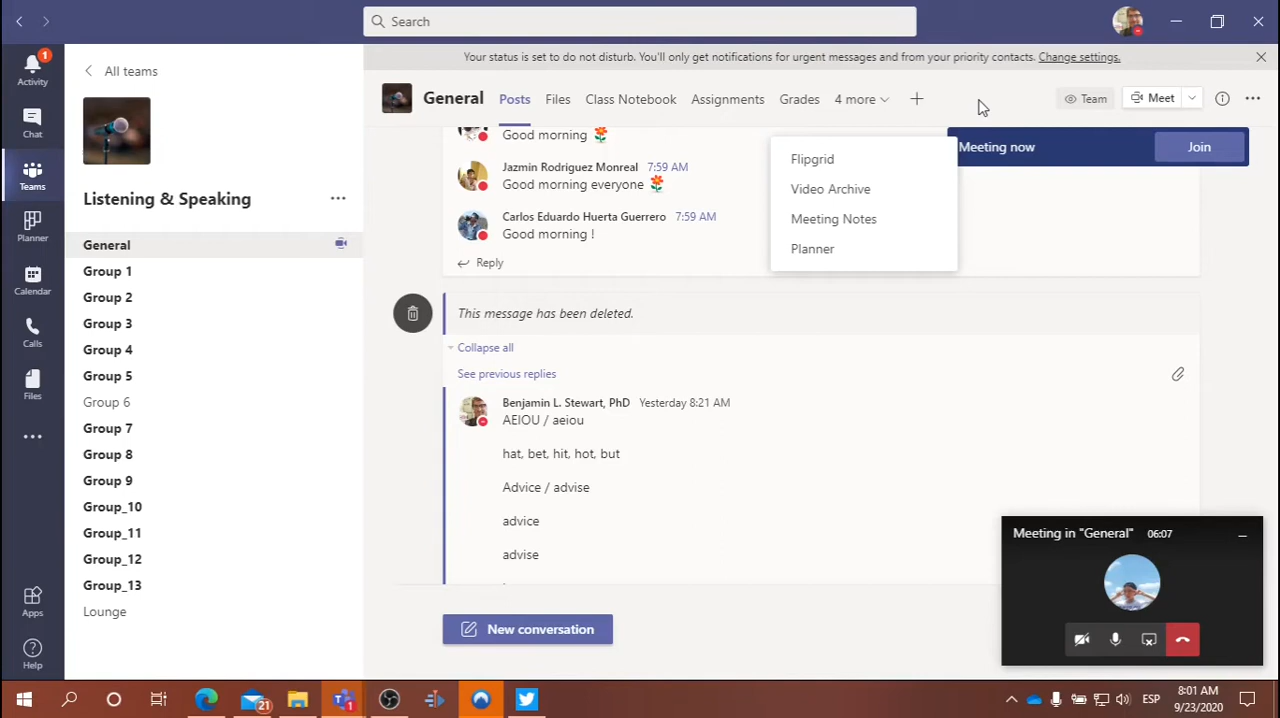 Search
Your status is set to do not disturb. You'll only get notifications for urgent messages and from your priority contacts. Change settings.
1
Activity
Chat
Teams
Planner
Calendar
Calls
Files
Apps
Help
All teams
Listening & Speaking
General
Group 1
Group 2
Group 3
Group 4
Group 5
Group 6
Group 7
Group 8
Group 9
Group_10
Group_11
Group_12
Group_13
Lounge
General Posts Files Class Notebook Assignments Grades 4 more
Team Meet
Meeting now Join
Flipgrid
Video Archive
Meeting Notes
Planner
Good morning
Jazmin Rodriguez Monreal 7:59 AM
Good morning everyone
Carlos Eduardo Huerta Guerrero 7:59 AM
Good morning !
Reply
This message has been deleted.
Collapse all
See previous replies
Benjamin L. Stewart, PhD Yesterday 8:21 AM
AEIOU / aeiou
hat, bet, hit, hot, but
Advice / advise
advice
advise
New conversation
Meeting in "General" 06:07
21
1
ESP
8:01 AM
9/23/2020